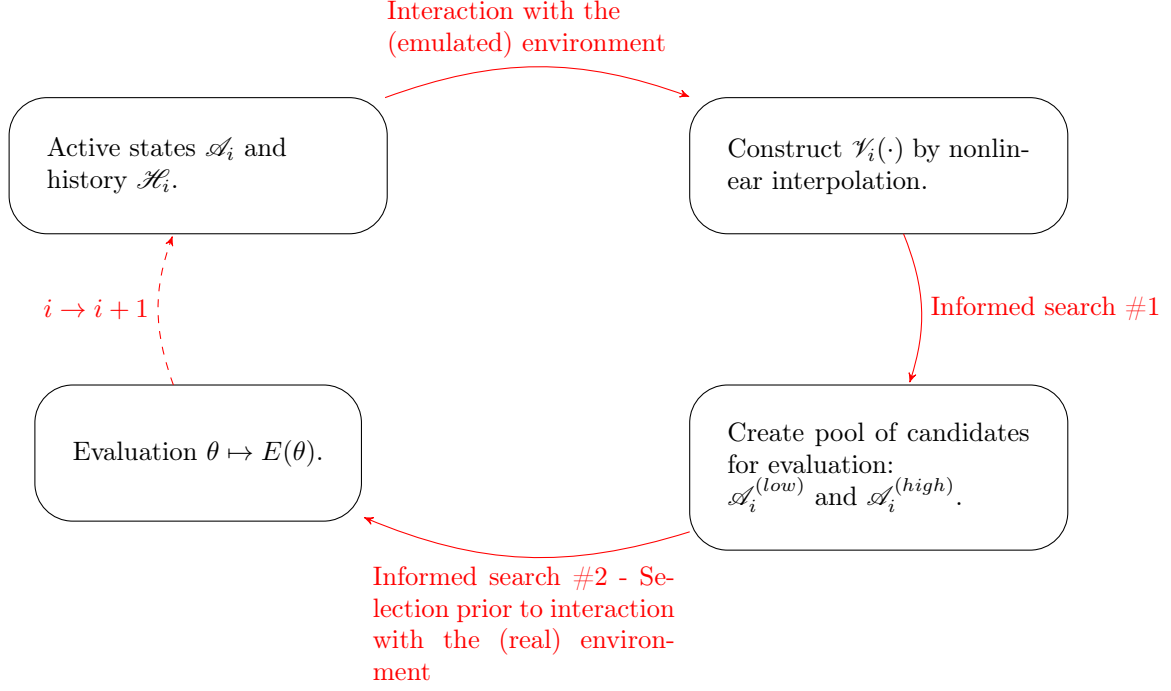 Interaction with the
(emulated) environment
Active states 𝒜_i and
history ℋ_i.
Construct 𝒱_i(·) by nonlin-
ear interpolation.
i → i + 1
Informed search #1
Evaluation θ ↦ E(θ).
Create pool of candidates
for evaluation:
𝒜_i^{(low)} and 𝒜_i^{(high)}.
Informed search #2 - Se-
lection prior to interaction
with the (real) environ-
ment